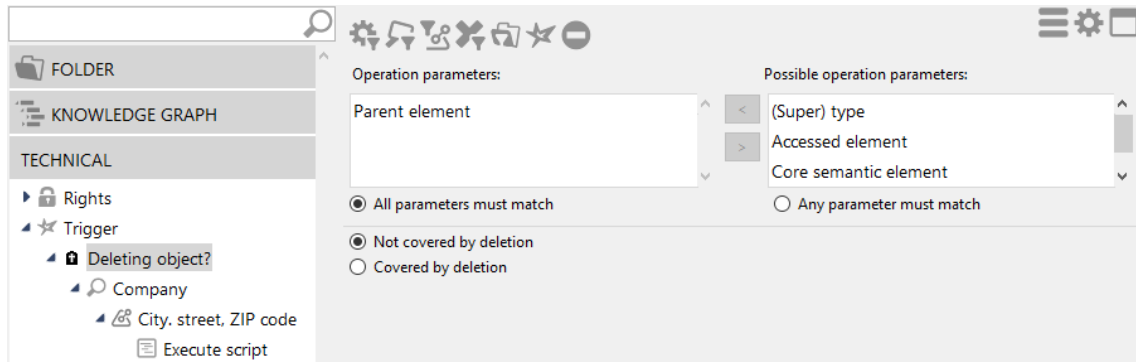 FOLDER
KNOWLEDGE GRAPH
TECHNICAL
Rights
Trigger
Deleting object?
Company
City. street, ZIP code
Execute script
Operation parameters:
Possible operation parameters:
Parent element
<
>
(Super) type
Accessed element
Core semantic element
All parameters must match
Any parameter must match
Not covered by deletion
Covered by deletion